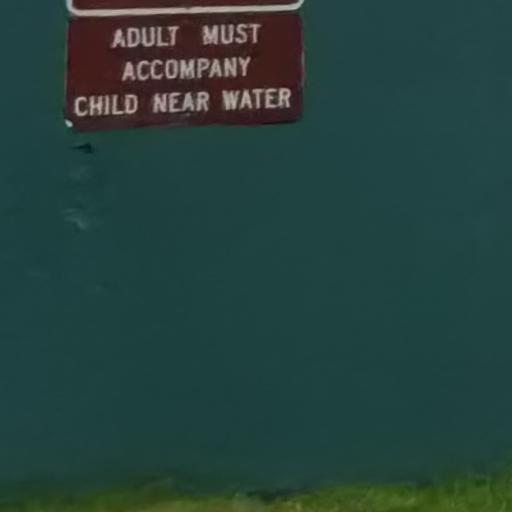 ADULT MUST
ACCOMPANY
CHILD NEAR WATER